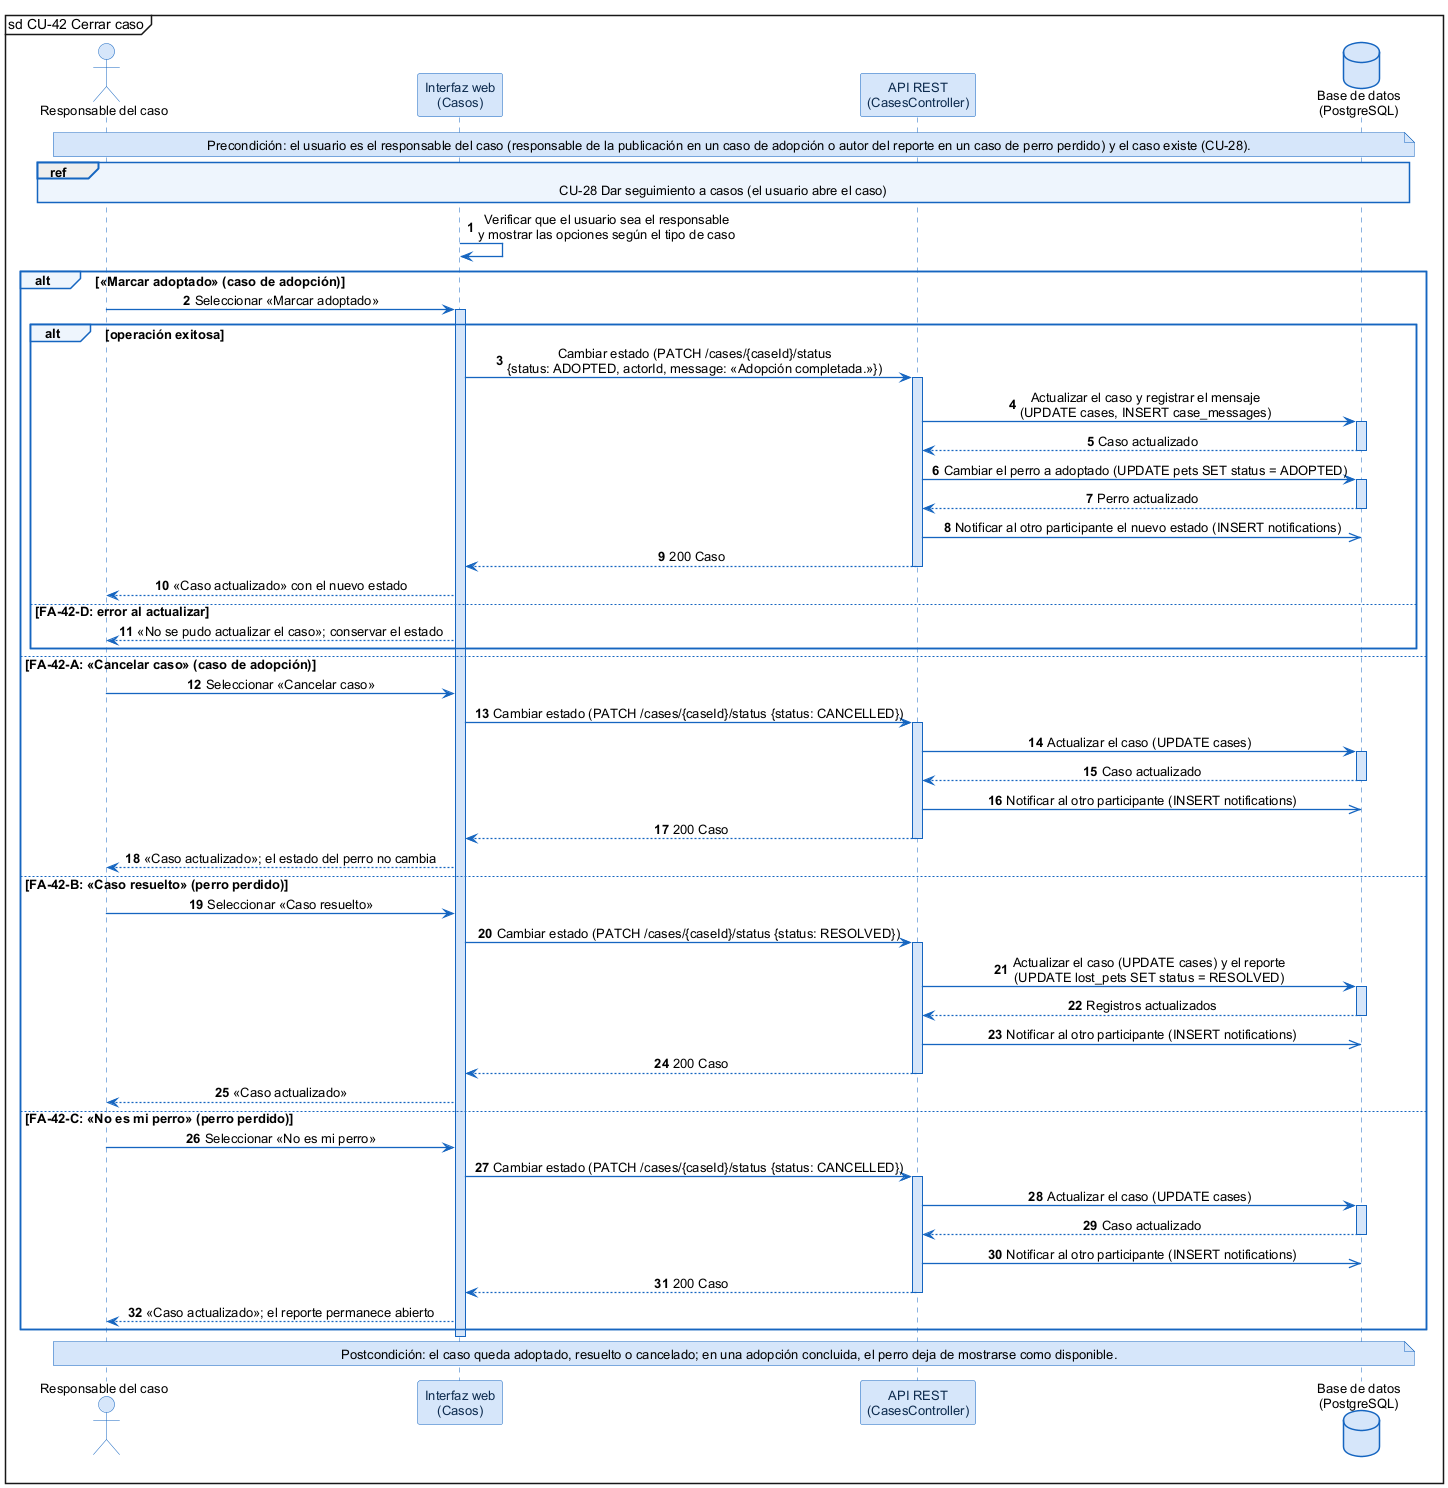 sd CU-42 Cerrar caso
Responsable del caso
Interfaz web
(Casos)
API REST
(CasesController)
Base de datos
(PostgreSQL)
Precondición: el usuario es el responsable del caso (responsable de la publicación en un caso de adopción o autor del reporte en un caso de perro perdido) y el caso existe (CU-28).
ref
CU-28 Dar seguimiento a casos (el usuario abre el caso)
1 Verificar que el usuario sea el responsable
y mostrar las opciones según el tipo de caso
alt [«Marcar adoptado» (caso de adopción)]
2 Seleccionar «Marcar adoptado»
alt [operación exitosa]
3 Cambiar estado (PATCH /cases/{caseId}/status
{status: ADOPTED, actorId, message: «Adopción completada.»})
4 Actualizar el caso y registrar el mensaje
(UPDATE cases, INSERT case_messages)
5 Caso actualizado
6 Cambiar el perro a adoptado (UPDATE pets SET status = ADOPTED)
7 Perro actualizado
8 Notificar al otro participante el nuevo estado (INSERT notifications)
9 200 Caso
10 «Caso actualizado» con el nuevo estado
[FA-42-D: error al actualizar]
11 «No se pudo actualizar el caso»; conservar el estado
[FA-42-A: «Cancelar caso» (caso de adopción)]
12 Seleccionar «Cancelar caso»
13 Cambiar estado (PATCH /cases/{caseId}/status {status: CANCELLED})
14 Actualizar el caso (UPDATE cases)
15 Caso actualizado
16 Notificar al otro participante (INSERT notifications)
17 200 Caso
18 «Caso actualizado»; el estado del perro no cambia
[FA-42-B: «Caso resuelto» (perro perdido)]
19 Seleccionar «Caso resuelto»
20 Cambiar estado (PATCH /cases/{caseId}/status {status: RESOLVED})
21 Actualizar el caso (UPDATE cases) y el reporte
(UPDATE lost_pets SET status = RESOLVED)
22 Registros actualizados
23 Notificar al otro participante (INSERT notifications)
24 200 Caso
25 «Caso actualizado»
[FA-42-C: «No es mi perro» (perro perdido)]
26 Seleccionar «No es mi perro»
27 Cambiar estado (PATCH /cases/{caseId}/status {status: CANCELLED})
28 Actualizar el caso (UPDATE cases)
29 Caso actualizado
30 Notificar al otro participante (INSERT notifications)
31 200 Caso
32 «Caso actualizado»; el reporte permanece abierto
Postcondición: el caso queda adoptado, resuelto o cancelado; en una adopción concluida, el perro deja de mostrarse como disponible.
Responsable del caso
Interfaz web
(Casos)
API REST
(CasesController)
Base de datos
(PostgreSQL)